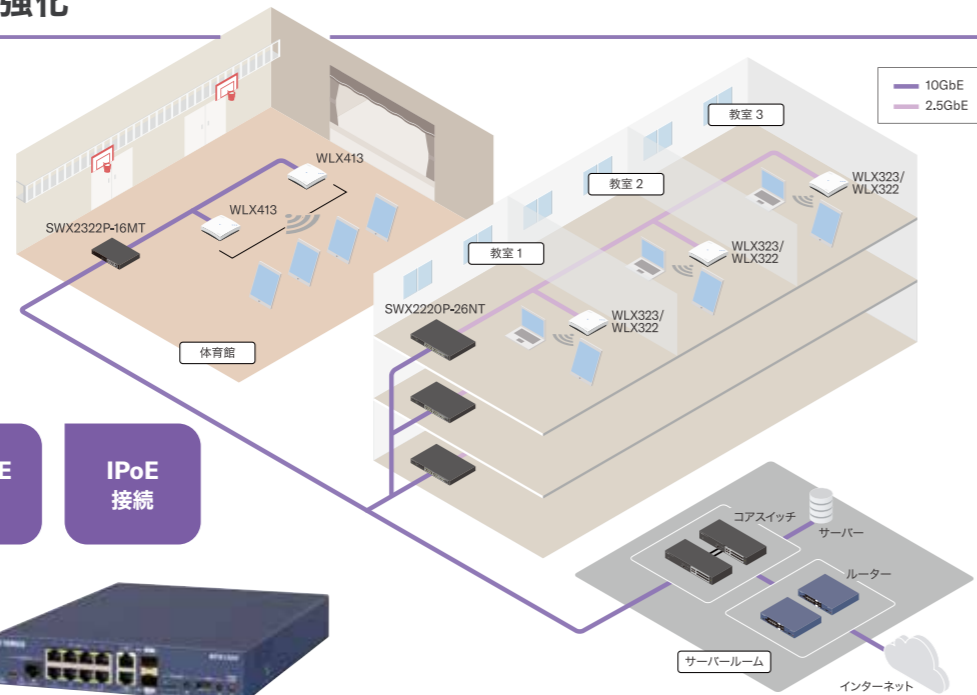 強化
10GbE
2.5GbE
教室 3
WLX413
WLX323/
WLX322
教室 2
WLX413
SWX2322P-16MT
WLX323/
WLX322
教室 1
SWX2220P-26NT
WLX323/
WLX322
体育館
E
IPoE
接続
コアスイッチ
サーバー
ルーター
サーバールーム
インターネット